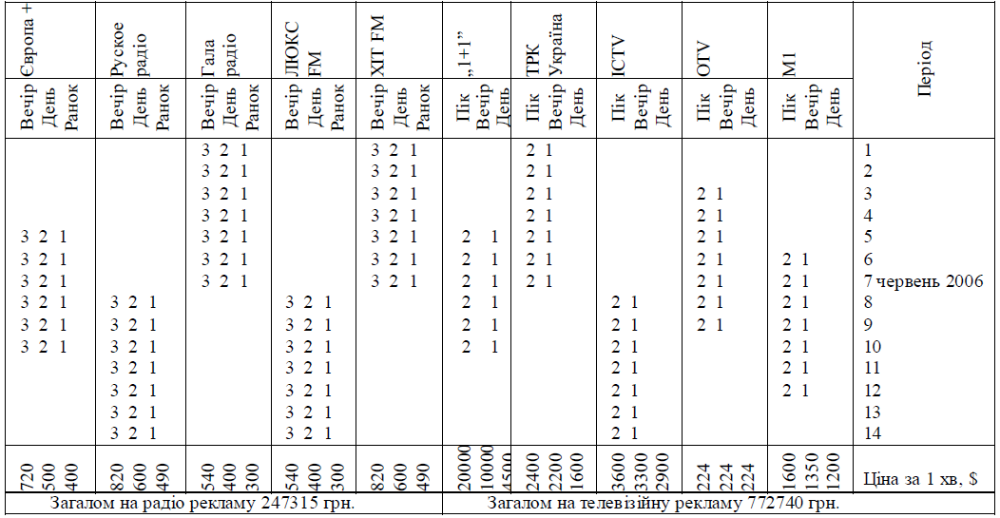 Європа +
Руское
радіо
Гала
радіо
ЛЮКС
FM
ХІТ FM
„1+1”
ТРК
Україна
ICTV
OTV
M1
Період
Вечір
День
Ранок
Вечір
День
Ранок
Вечір
День
Ранок
Вечір
День
Ранок
Вечір
День
Ранок
Пік
Вечір
День
Пік
Вечір
День
Пік
Вечір
День
Пік
Вечір
День
Пік
Вечір
День
3 2 1 3 2 1 2 1 1
3 2 1 3 2 1 2 1 2
3 2 1 3 2 1 2 1 2 1 3
3 2 1 3 2 1 2 1 2 1 4
3 2 1 3 2 1 3 2 1 2 1 2 1 2 1 5
3 2 1 3 2 1 3 2 1 2 1 2 1 2 1 2 1 6
3 2 1 3 2 1 3 2 1 2 1 2 1 2 1 2 1 7 червень 2006
3 2 1 3 2 1 3 2 1 2 1 2 1 2 1 2 1 8
3 2 1 3 2 1 3 2 1 2 1 2 1 2 1 2 1 9
3 2 1 3 2 1 3 2 1 2 1 2 1 2 1 10
3 2 1 3 2 1 2 1 2 1 11
3 2 1 3 2 1 2 1 2 1 12
3 2 1 3 2 1 2 1 13
3 2 1 3 2 1 2 1 14
720
500
400
820
600
490
540
400
300
540
400
300
820
600
490
20000
10000
4500
2400
2200
1600
3600
3300
2900
224
224
224
1600
1350
1200
Ціна за 1 хв, $
Загалом на радіо рекламу 247315 грн.
Загалом на телевізійну рекламу 772740 грн.